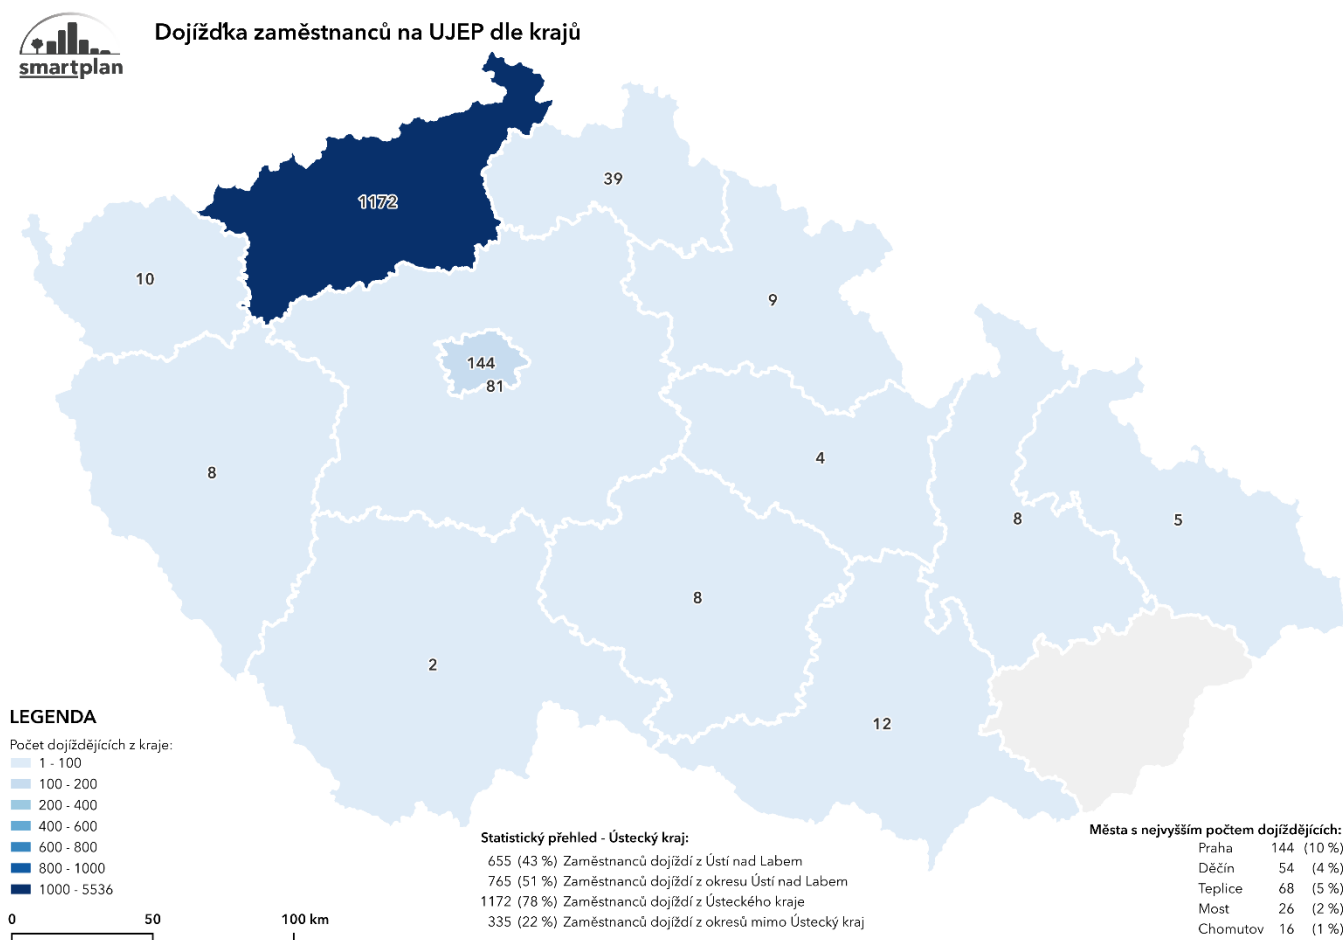 smartplan
Dojížďka zaměstnanců na UJEP dle krajů
1172
39
10
9
144
81
8
4
8
5
8
2
12
LEGENDA
Počet dojíždějících z kraje:
1 - 100
100 - 200
200 - 400
400 - 600
600 - 800
800 - 1000
1000 - 5536
0 50 100 km
Statistický přehled - Ústecký kraj:
655 (43 %) Zaměstnanců dojíždí z Ústí nad Labem
765 (51 %) Zaměstnanců dojíždí z okresu Ústí nad Labem
1172 (78 %) Zaměstnanců dojíždí z Ústeckého kraje
335 (22 %) Zaměstnanců dojíždí z okresů mimo Ústecký kraj
Města s nejvyšším počtem dojíždějících:
Praha 144 (10 %)
Děčín 54 (4 %)
Teplice 68 (5 %)
Most 26 (2 %)
Chomutov 16 (1 %)